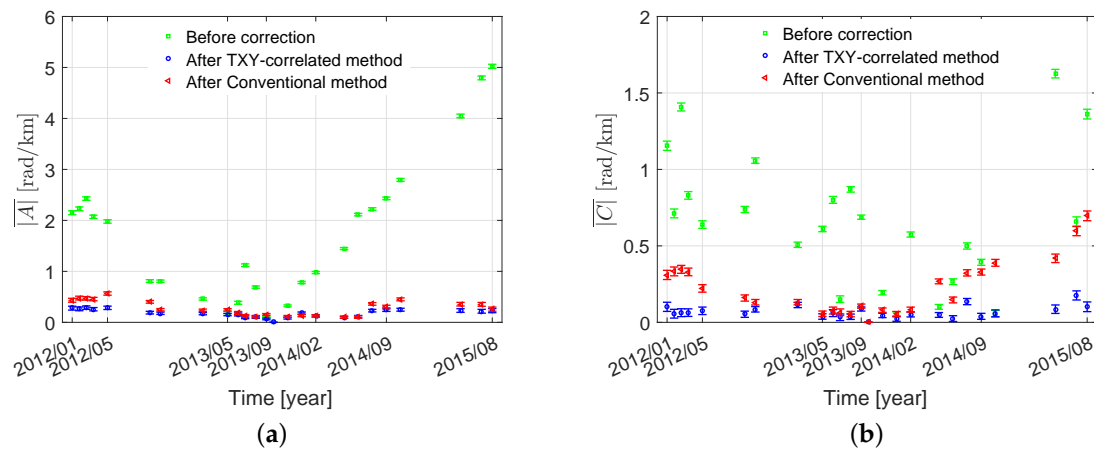 6
5
4
3
2
1
0
|A| [rad/km]
Before correction
After TXY-correlated method
After Conventional method
2012/01
2012/05
2013/05
2013/09
2014/02
2014/09
2015/08
Time [year]
(a)
2
1.5
1
0.5
0
|C| [rad/km]
Before correction
After TXY-correlated method
After Conventional method
2012/01
2012/05
2013/05
2013/09
2014/02
2014/09
2015/08
Time [year]
(b)